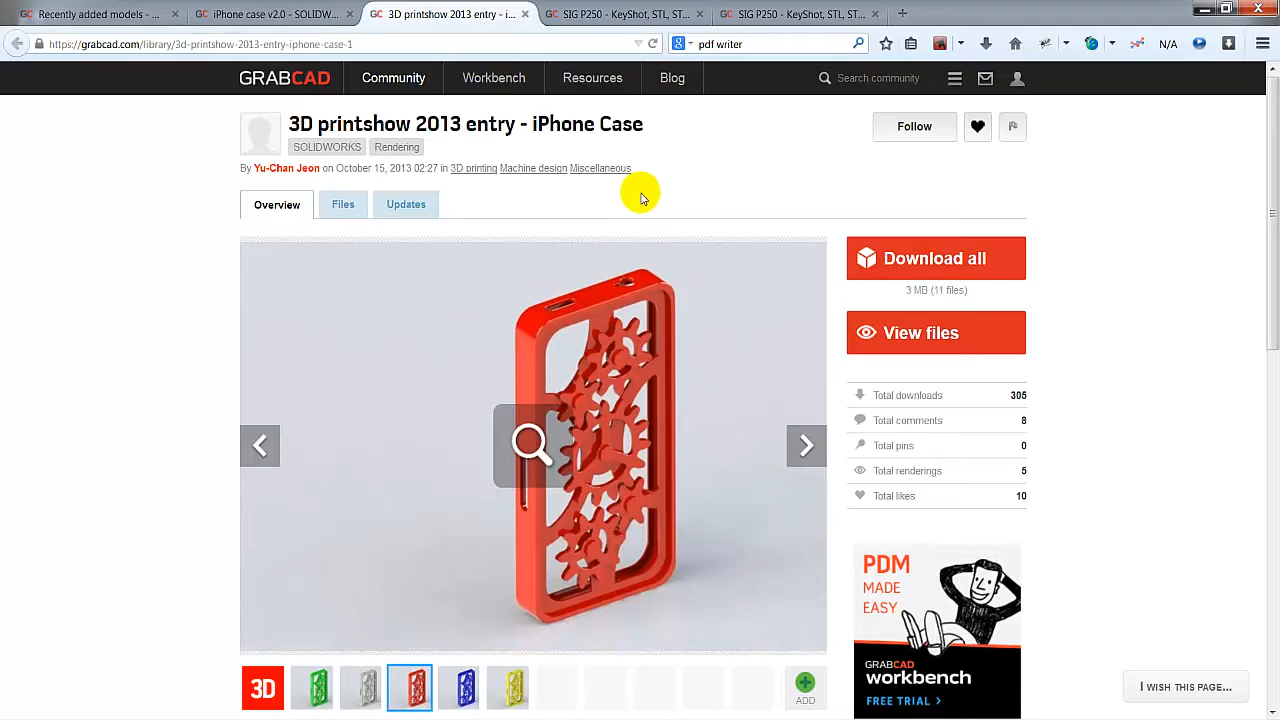 Recently added models - ...
iPhone case v2.0 - SOLIDW...
3D printshow 2013 entry - i...
SIG P250 - KeyShot, STL, ST...
SIG P250 - KeyShot, STL, ST...
https://grabcad.com/library/3d-printshow-2013-entry-iphone-case-1
pdf writer
N/A
GRABCAD
Community
Workbench
Resources
Blog
Search community
3D printshow 2013 entry - iPhone Case
Follow
SOLIDWORKS Rendering
By Yu-Chan Jeon on October 15, 2013 02:27 in 3D printing Machine design Miscellaneous
Overview
Files
Updates
Download all
3 MB (11 files)
View files
Total downloads 305
Total comments 8
Total pins 0
Total renderings 5
Total likes 10
PDM
MADE
EASY
GRABCAD
workbench
FREE TRIAL >
3D
ADD
I WISH THIS PAGE...